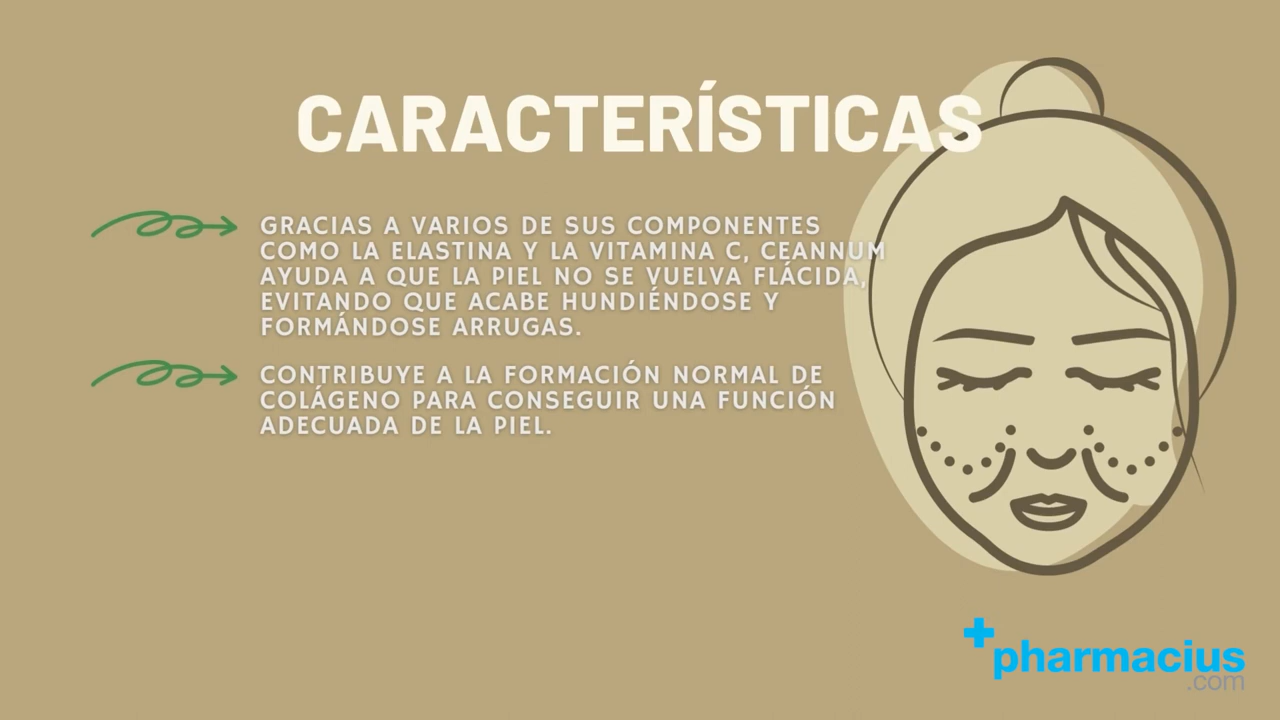 CARACTERÍSTICAS
GRACIAS A VARIOS DE SUS COMPONENTES
COMO LA ELASTINA Y LA VITAMINA C, CEANNUM
AYUDA A QUE LA PIEL NO SE VUELVA FLÁCIDA,
EVITANDO QUE ACABE HUNDIÉNDOSE Y
FORMÁNDOSE ARRUGAS.
CONTRIBUYE A LA FORMACIÓN NORMAL DE
COLÁGENO PARA CONSEGUIR UNA FUNCIÓN
ADECUADA DE LA PIEL.
pharmacius
.com